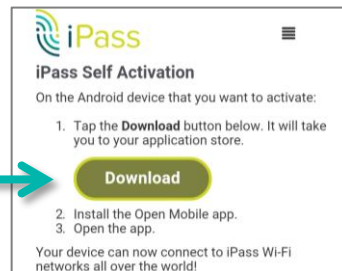 iPass
iPass Self Activation
On the Android device that you want to activate:
1. Tap the Download button below. It will take
you to your application store.
Download
2. Install the Open Mobile app.
3. Open the app.
Your device can now connect to iPass Wi-Fi
networks all over the world!